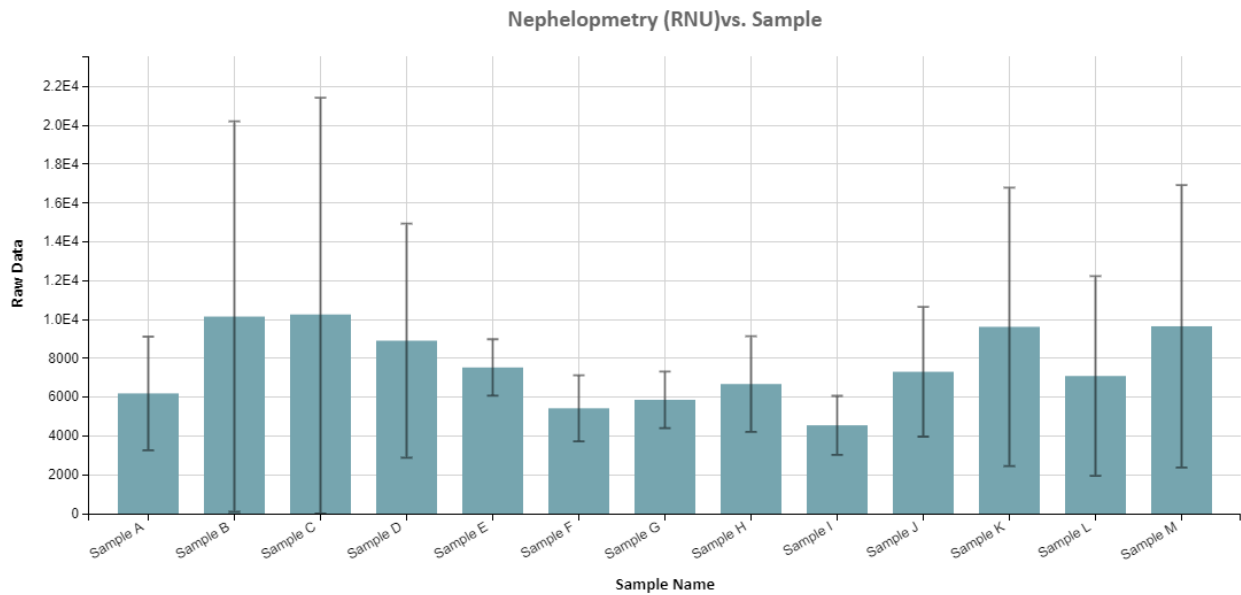 Nephelopmetry (RNU)vs. Sample
2.2E4
2.0E4
1.8E4
1.6E4
1.4E4
1.2E4
1.0E4
8000
6000
4000
2000
0
Raw Data
Sample A
Sample B
Sample C
Sample D
Sample E
Sample F
Sample G
Sample H
Sample I
Sample J
Sample K
Sample L
Sample M
Sample Name